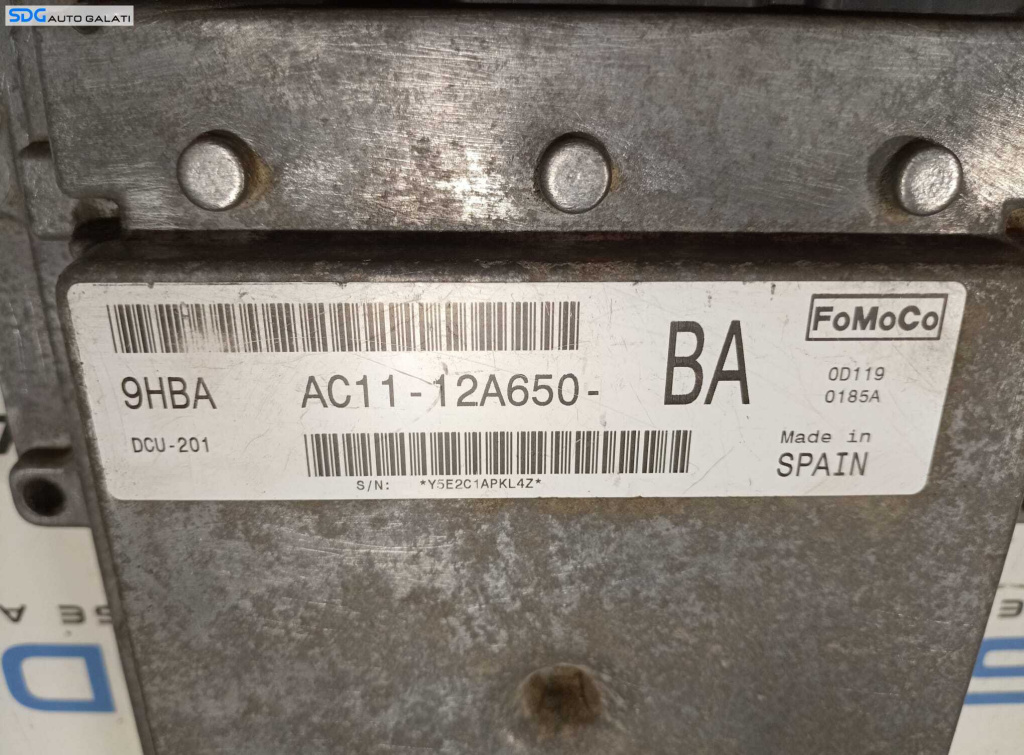 SDG AUTO GALATI
FoMoCo
9HBA AC11-12A650- BA
0D119
0185A
DCU-201
Made in
SPAIN
S/N: *Y5E2C1APKL4Z*
D